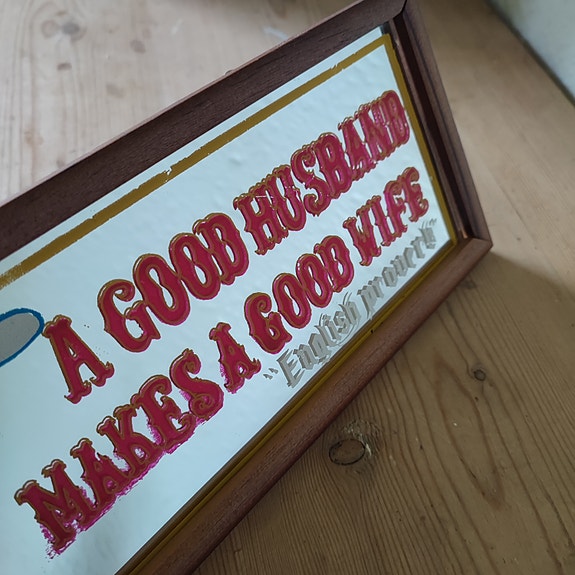 A GOOD HUSBAND
MAKES A GOOD WIFE
"English proverb"